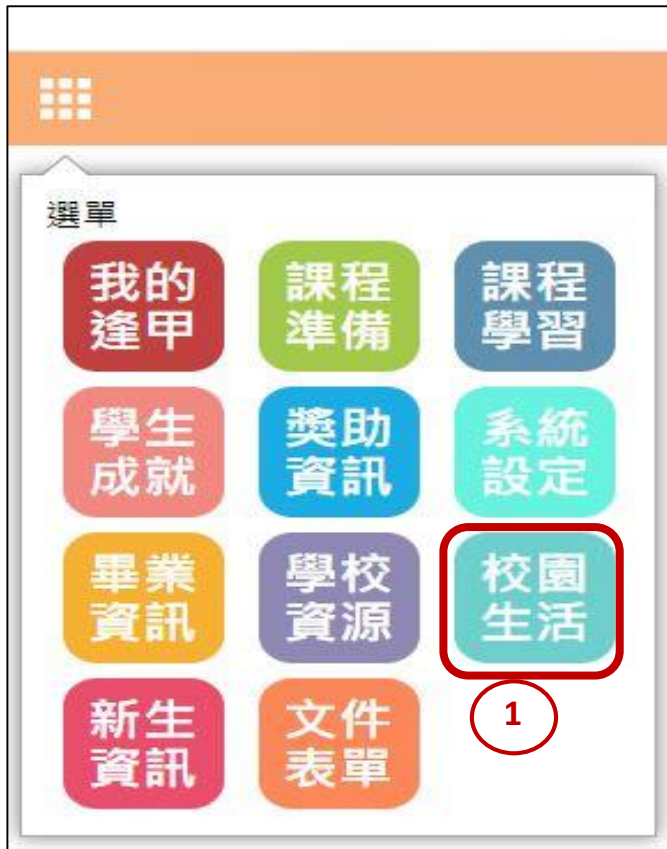 選單
我的
逢甲
課程
準備
課程
學習
學生
成就
獎助
資訊
系統
設定
畢業
資訊
學校
資源
校園
生活
新生
資訊
文件
表單
1